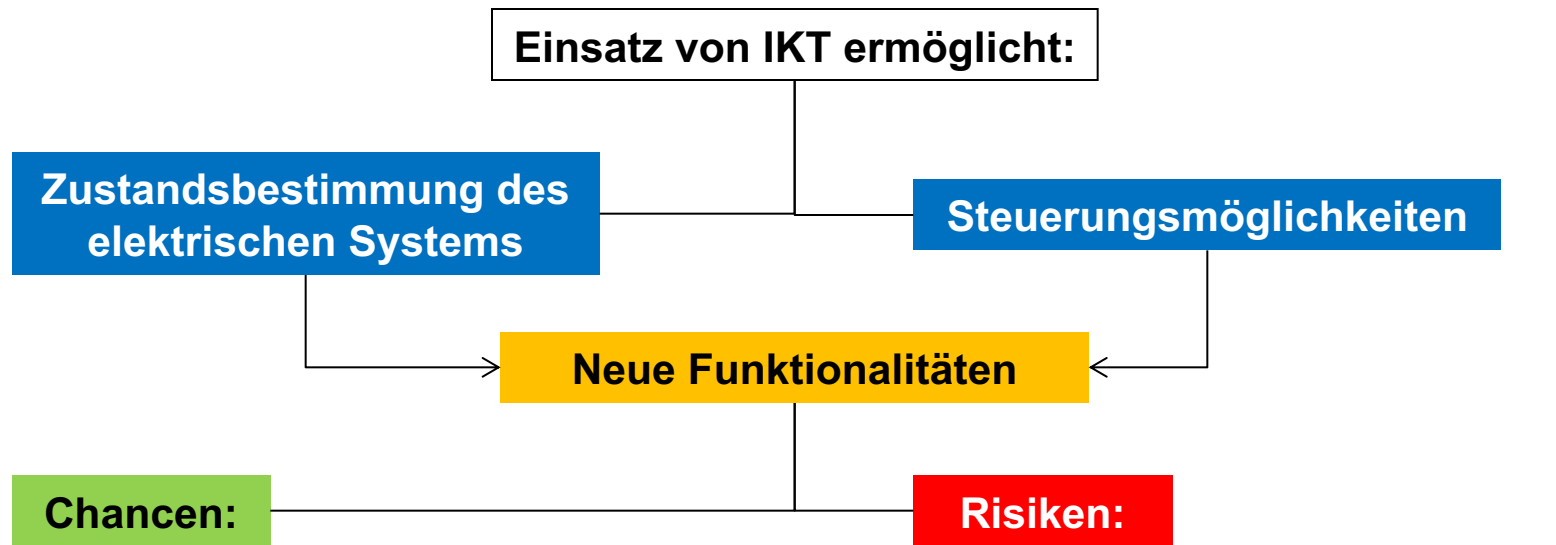 Einsatz von IKT ermöglicht:
Zustandsbestimmung des
elektrischen Systems
Steuerungsmöglichkeiten
Neue Funktionalitäten
Chancen:
Risiken: